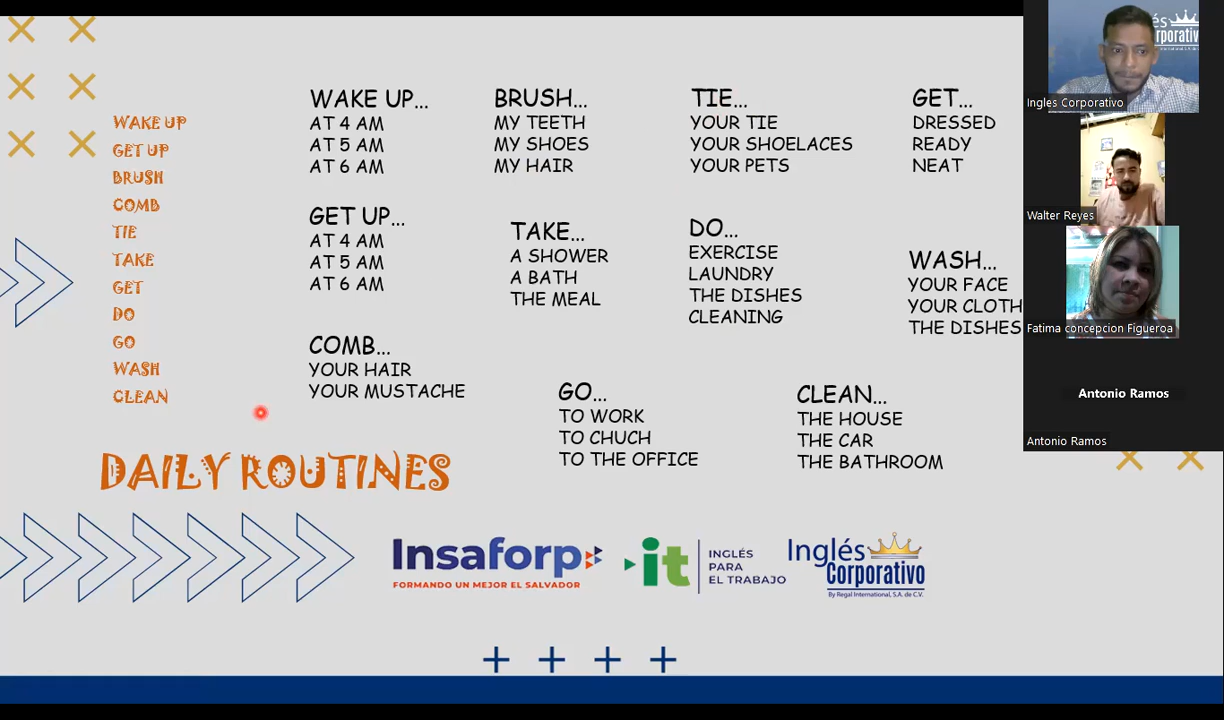 WAKE UP
GET UP
BRUSH
COMB
TIE
TAKE
GET
DO
GO
WASH
CLEAN
DAILY ROUTINES
WAKE UP...
AT 4 AM
AT 5 AM
AT 6 AM
GET UP...
AT 4 AM
AT 5 AM
AT 6 AM
COMB...
YOUR HAIR
YOUR MUSTACHE
BRUSH...
MY TEETH
MY SHOES
MY HAIR
TAKE...
A SHOWER
A BATH
THE MEAL
GO...
TO WORK
TO CHUCH
TO THE OFFICE
TIE...
YOUR TIE
YOUR SHOELACES
YOUR PETS
DO...
EXERCISE
LAUNDRY
THE DISHES
CLEANING
CLEAN...
THE HOUSE
THE CAR
THE BATHROOM
GET...
DRESSED
READY
NEAT
WASH...
YOUR FACE
YOUR CLOTH
THE DISHES
Insaforp
FORMANDO UN MEJOR EL SALVADOR
it
INGLÉS
PARA
EL TRABAJO
Inglés
Corporativo
By Regal International, S.A. de C.V.
Ingles Corporativo
Walter Reyes
Fatima concepcion Figueroa
Antonio Ramos
Antonio Ramos